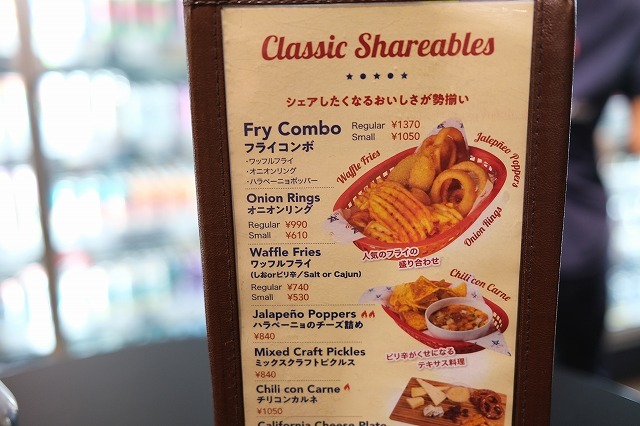 Classic Shareables
シェアしたくなるおいしさが勢揃い
Fry Combo Regular ¥1370
フライコンボ Small ¥1050
・ワッフルフライ
・オニオンリング
・ハラペーニョポッパー
Waffle Fries
Jalepñeo Poppers
Onion Rings
人気のフライの
盛り合わせ
Onion Rings
オニオンリング
Regular ¥990
Small ¥610
Waffle Fries
ワッフルフライ
(しおorピリ辛/Salt or Cajun)
Regular ¥740
Small ¥530
Chili con Carne
ピリ辛がくせになる
テキサス料理
Jalapeño Poppers
ハラペーニョのチーズ詰め
¥840
Mixed Craft Pickles
ミックスクラフトピクルス
¥840
Chili con Carne
チリコンカルネ
¥1050
California Cheese Plate